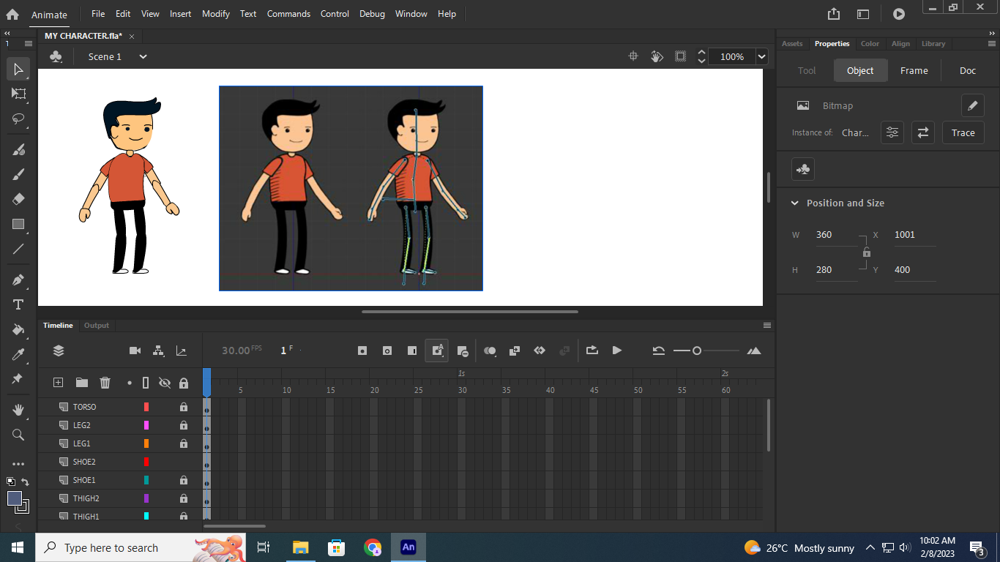 Animate File Edit View Insert Modify Text Commands Control Debug Window Help
MY CHARACTER.fla* ×
1
Scene 1 100%
Assets Properties Color Align Library
Tool Object Frame Doc
Bitmap
Instance of: Char... Trace
Position and Size
W 360 X 1001
H 280 Y 400
Timeline Output
30.00 FPS 1 F
1s 2s
5 10 15 20 25 30 35 40 45 50 55 60
TORSO
LEG2
LEG1
SHOE2
SHOE1
THIGH2
THIGH1
Type here to search An 26°C Mostly sunny 10:02 AM
2/8/2023 3